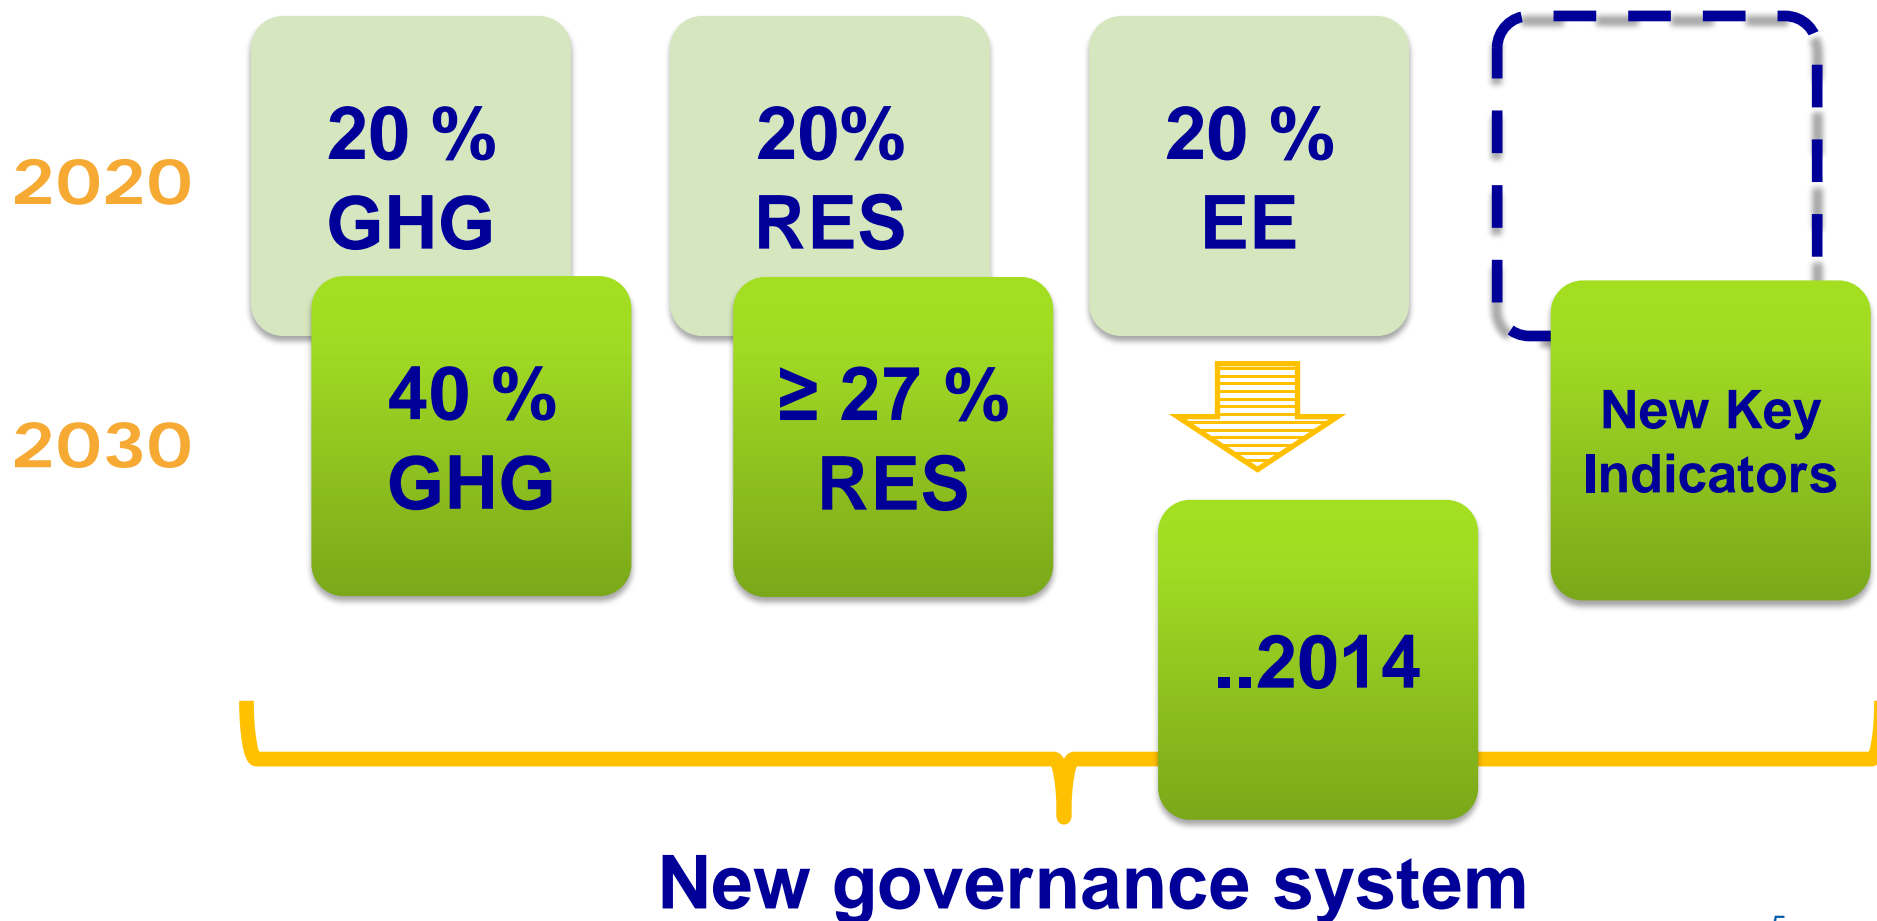 2020
20 %
GHG
20%
RES
20 %
EE
2030
40 %
GHG
≥ 27 %
RES
New Key
Indicators
..2014
New governance system
5